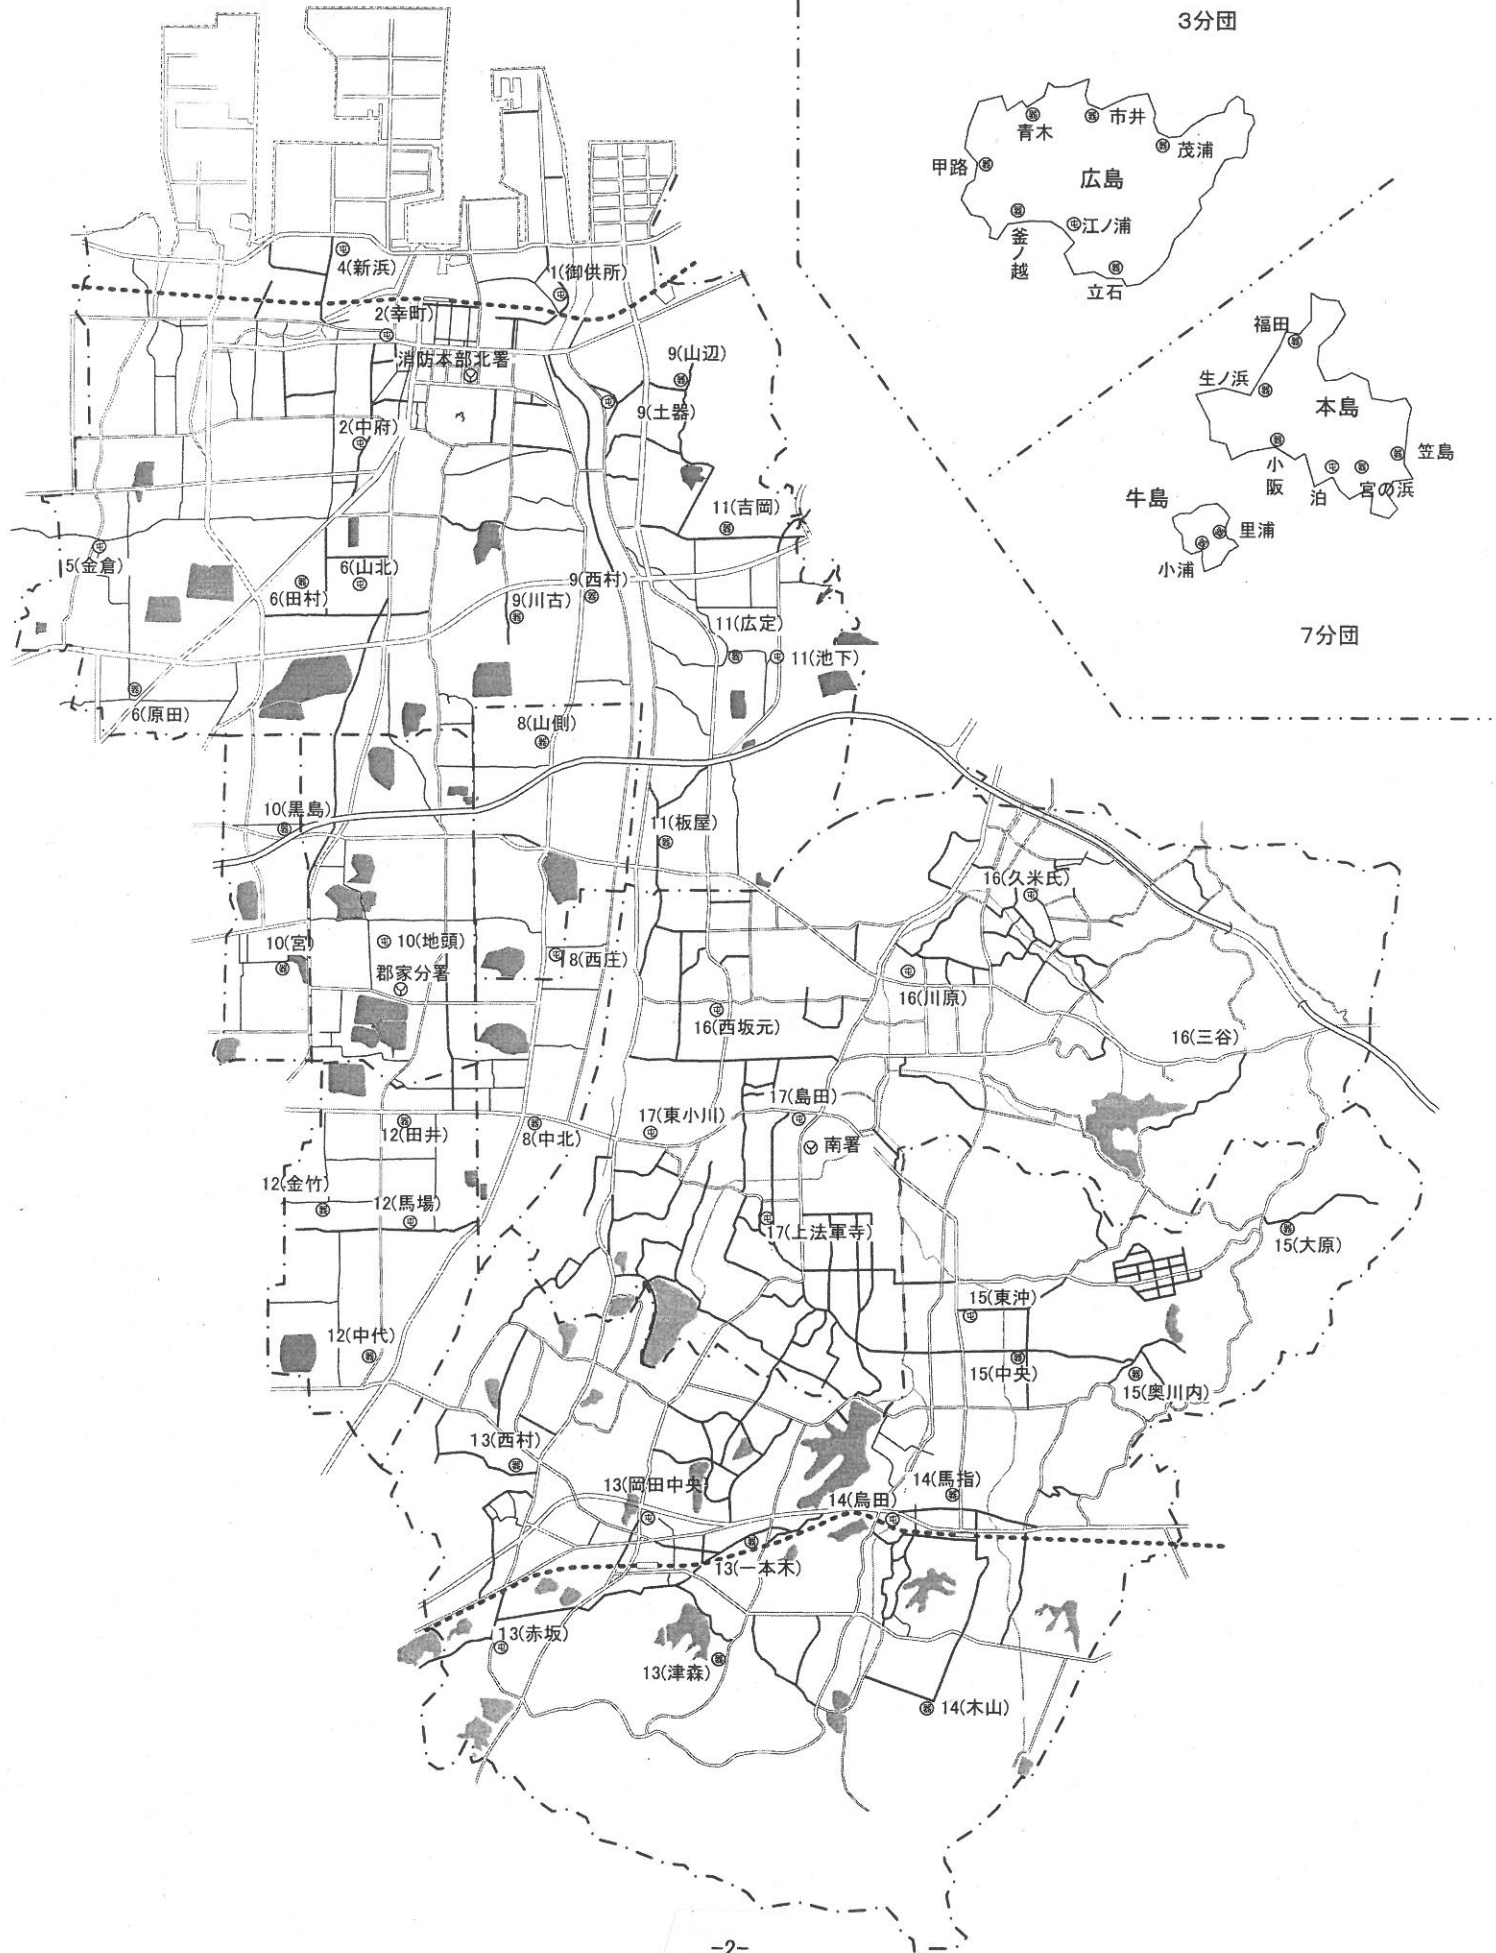 3分団
青木
市井
茂浦
甲路
広島
江ノ浦
釜ノ越
立石
4(新浜)
1(御供所)
2(幸町)
消防本部北署
9(山辺)
9(土器)
2(中府)
福田
生ノ浜
本島
笠島
小阪
泊
宮の浜
牛島
里浦
小浦
7分団
11(吉岡)
5(金倉)
6(山北)
6(田村)
9(西村)
9(川古)
11(広定)
11(池下)
6(原田)
8(山側)
10(黒島)
11(板屋)
16(久米氏)
10(宮)
10(地頭)
郡家分署
8(西庄)
16(川原)
16(西坂元)
16(三谷)
12(田井)
8(中北)
17(東小川)
17(島田)
南署
12(金竹)
12(馬場)
17(上法軍寺)
15(大原)
15(東沖)
12(中代)
15(中央)
15(奥川内)
13(西村)
13(岡田中央)
14(馬指)
14(鳥田)
13(一本木)
13(赤坂)
13(津森)
14(木山)
-2-